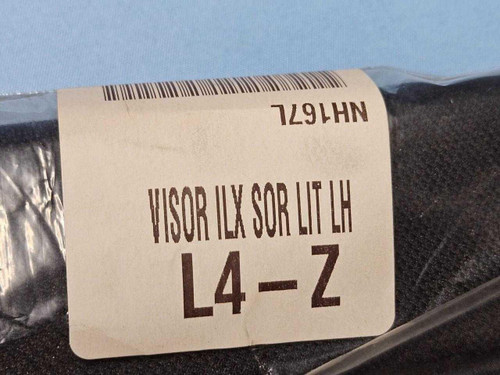 NH167L
VISOR ILX SOR LIT LH
L4-Z